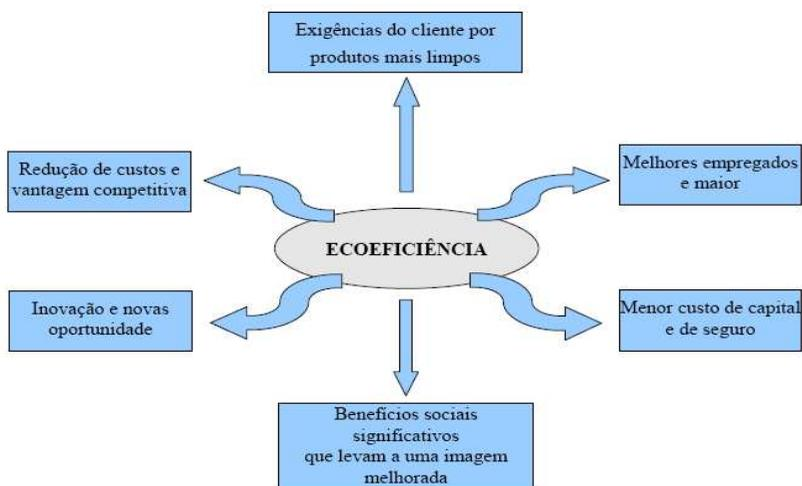 Exigências do cliente por
produtos mais limpos
Redução de custos e
vantagem competitiva
Melhores empregados
e maior
ECOEFICIÊNCIA
Inovação e novas
oportunidade
Menor custo de capital
e de seguro
Benefícios sociais
significativos
que levam a uma imagem
melhorada